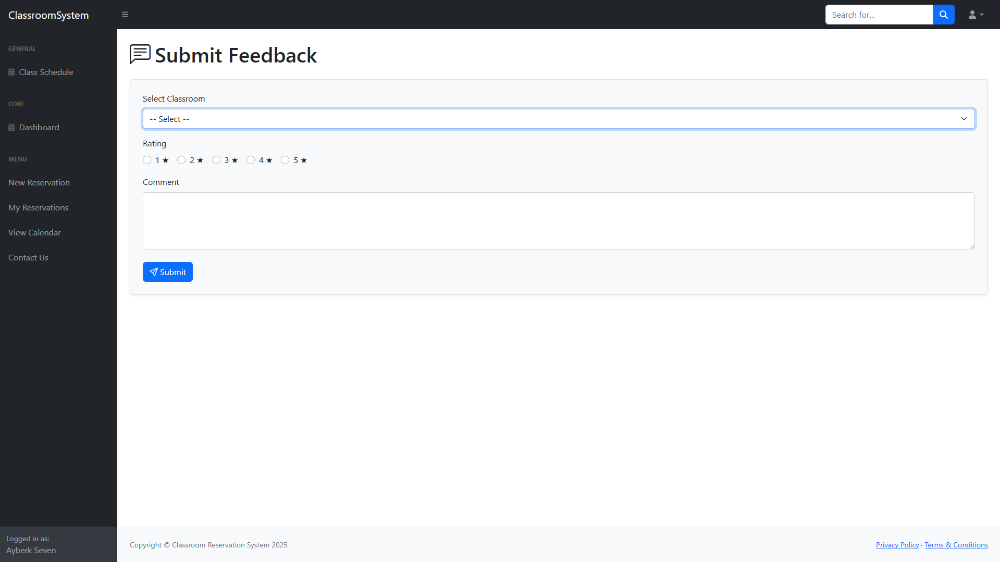 ClassroomSystem
Search for...
GENERAL
Class Schedule
CORE
Dashboard
MENU
New Reservation
My Reservations
View Calendar
Contact Us
Logged in as:
Ayberk Seven
Submit Feedback
Select Classroom
-- Select --
Rating
1 ★ 2 ★ 3 ★ 4 ★ 5 ★
Comment
Submit
Copyright © Classroom Reservation System 2025
Privacy Policy · Terms & Conditions